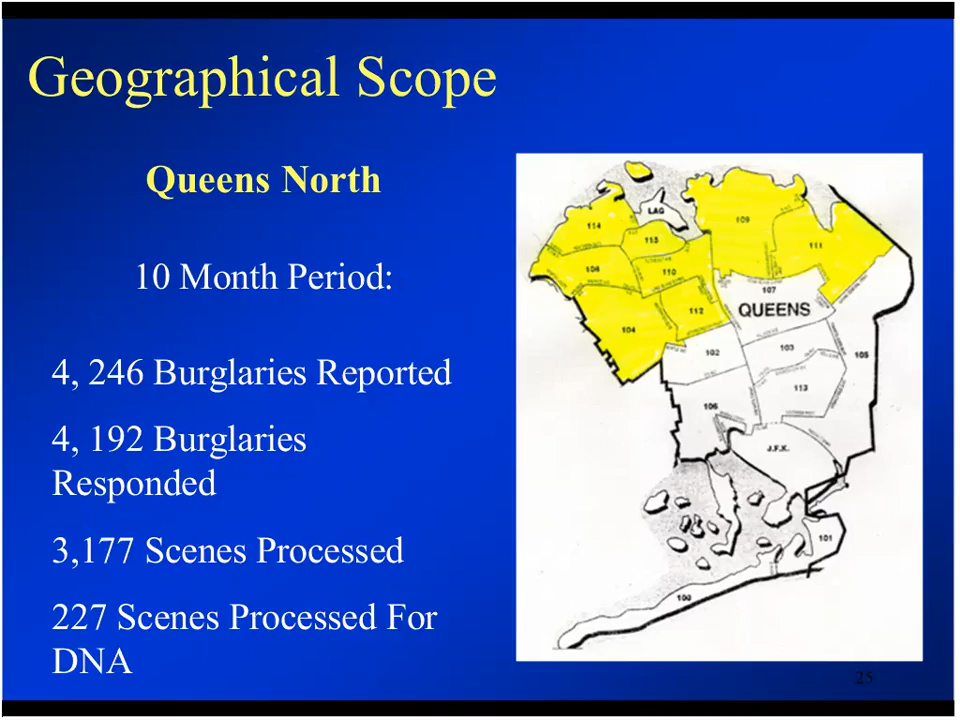 Geographical Scope
Queens North
10 Month Period:
4, 246 Burglaries Reported
4, 192 Burglaries
Responded
3,177 Scenes Processed
227 Scenes Processed For
DNA
LAG
114
109
113
111
108
110
107
112
QUEENS
104
102
103
105
113
106
J.F.K.
101
100
25